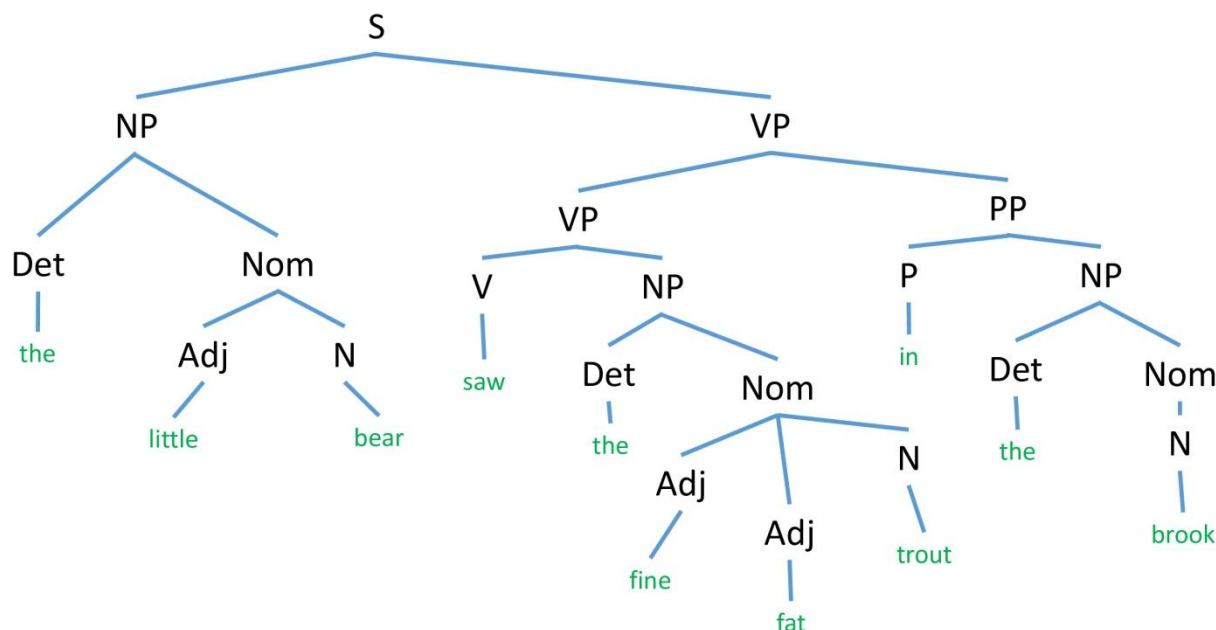 S
NP VP
VP PP
Det Nom V NP P NP
the Adj N saw Det Nom in Det Nom
little bear the Adj N the N
Adj
fine trout brook
fat